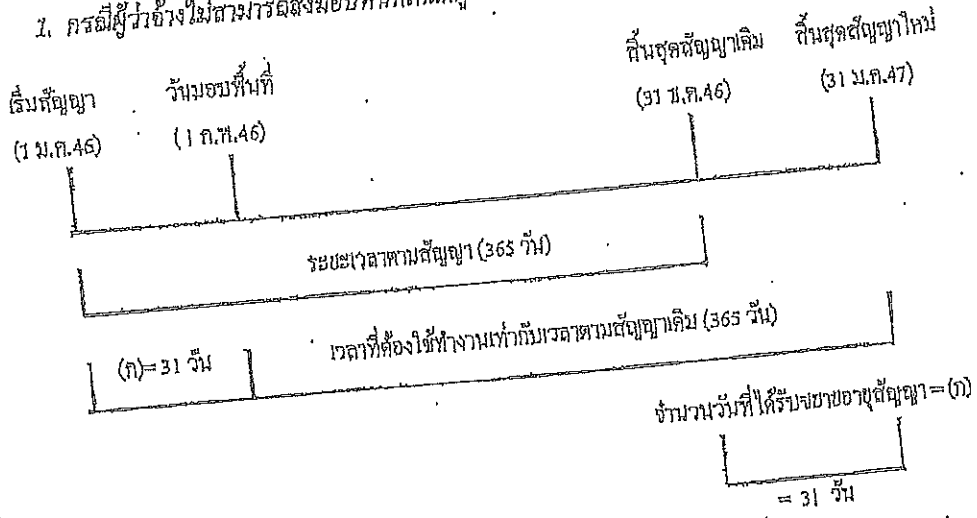 1. กรณีผู้ว่าจ้างไม่สามารถส่งมอบ
สิ้นสุดสัญญาเดิม สิ้นสุดสัญญาใหม่
เริ่มสัญญา วันมอบพื้นที่
(31 ธ.ค.46) (31 ม.ค.47)
(1 ม.ค.46) (1 ก.พ.46)
ระยะเวลาตามสัญญา (365 วัน)
(ก)= 31 วัน เวลาที่ต้องใช้ทำงานเท่ากับเวลาตามสัญญาเดิม (365 วัน)
จำนวนวันที่ได้รับขยายอายุสัญญา = (ก)
= 31 วัน